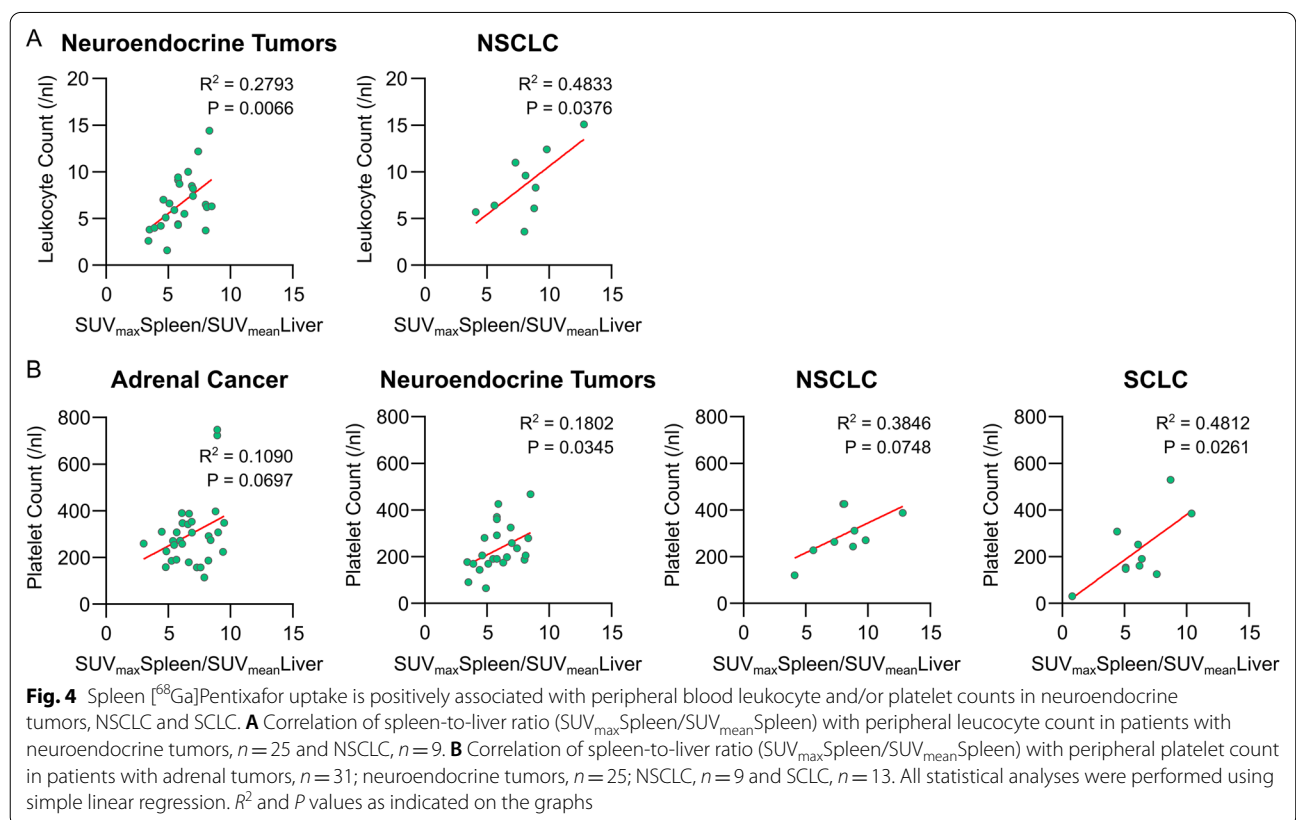 A
Neuroendocrine Tumors
NSCLC
Leukocyte Count (/nl)
20
15
10
5
0
R² = 0.2793
P = 0.0066
0 5 10 15
SUVmaxSpleen/SUVmeanLiver
Leukocyte Count (/nl)
20
15
10
5
0
R² = 0.4833
P = 0.0376
0 5 10 15
SUVmaxSpleen/SUVmeanLiver
B
Adrenal Cancer
Neuroendocrine Tumors
NSCLC
SCLC
Platelet Count (/nl)
800
600
400
200
0
R² = 0.1090
P = 0.0697
0 5 10 15
SUVmaxSpleen/SUVmeanLiver
Platelet Count (/nl)
800
600
400
200
0
R² = 0.1802
P = 0.0345
0 5 10 15
SUVmaxSpleen/SUVmeanLiver
Platelet Count (/nl)
800
600
400
200
0
R² = 0.3846
P = 0.0748
0 5 10 15
SUVmaxSpleen/SUVmeanLiver
Platelet Count (/nl)
800
600
400
200
0
R² = 0.4812
P = 0.0261
0 5 10 15
SUVmaxSpleen/SUVmeanLiver
Fig. 4 Spleen [⁶⁸Ga]Pentixafor uptake is positively associated with peripheral blood leukocyte and/or platelet counts in neuroendocrine
tumors, NSCLC and SCLC. A Correlation of spleen-to-liver ratio (SUVmaxSpleen/SUVmeanSpleen) with peripheral leucocyte count in patients with
neuroendocrine tumors, n = 25 and NSCLC, n = 9. B Correlation of spleen-to-liver ratio (SUVmaxSpleen/SUVmeanSpleen) with peripheral platelet count
in patients with adrenal tumors, n = 31; neuroendocrine tumors, n = 25; NSCLC, n = 9 and SCLC, n = 13. All statistical analyses were performed using
simple linear regression. R² and P values as indicated on the graphs